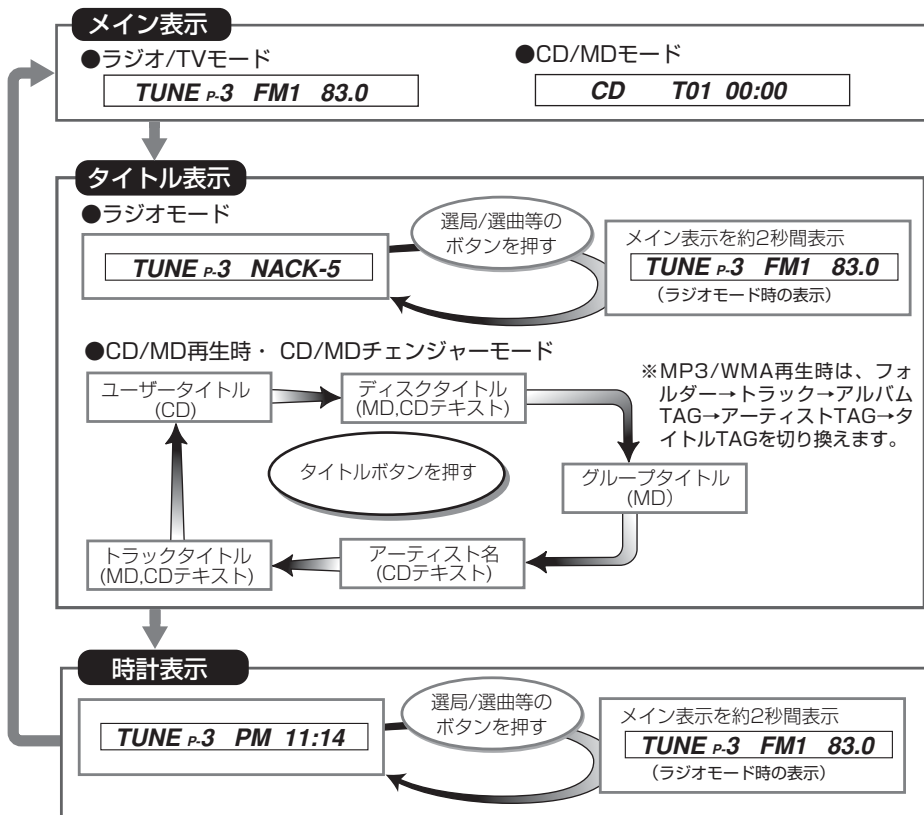 メイン表示
●ラジオ/TVモード
TUNE P-3 FM1 83.0
●CD/MDモード
CD T01 00:00
タイトル表示
●ラジオモード
TUNE P-3 NACK-5
選局/選曲等の
ボタンを押す
メイン表示を約2秒間表示
TUNE P-3 FM1 83.0
（ラジオモード時の表示）
●CD/MD再生時・ CD/MDチェンジャーモード
ユーザータイトル
(CD)
ディスクタイトル
(MD,CDテキスト)
グループタイトル
(MD)
アーティスト名
(CDテキスト)
トラックタイトル
(MD,CDテキスト)
タイトルボタンを押す
※MP3/WMA再生時は、フォ
ルダー→トラック→アルバム
TAG→アーティストTAG→タ
イトルTAGを切り換えます。
時計表示
TUNE P-3 PM 11:14
選局/選曲等の
ボタンを押す
メイン表示を約2秒間表示
TUNE P-3 FM1 83.0
（ラジオモード時の表示）